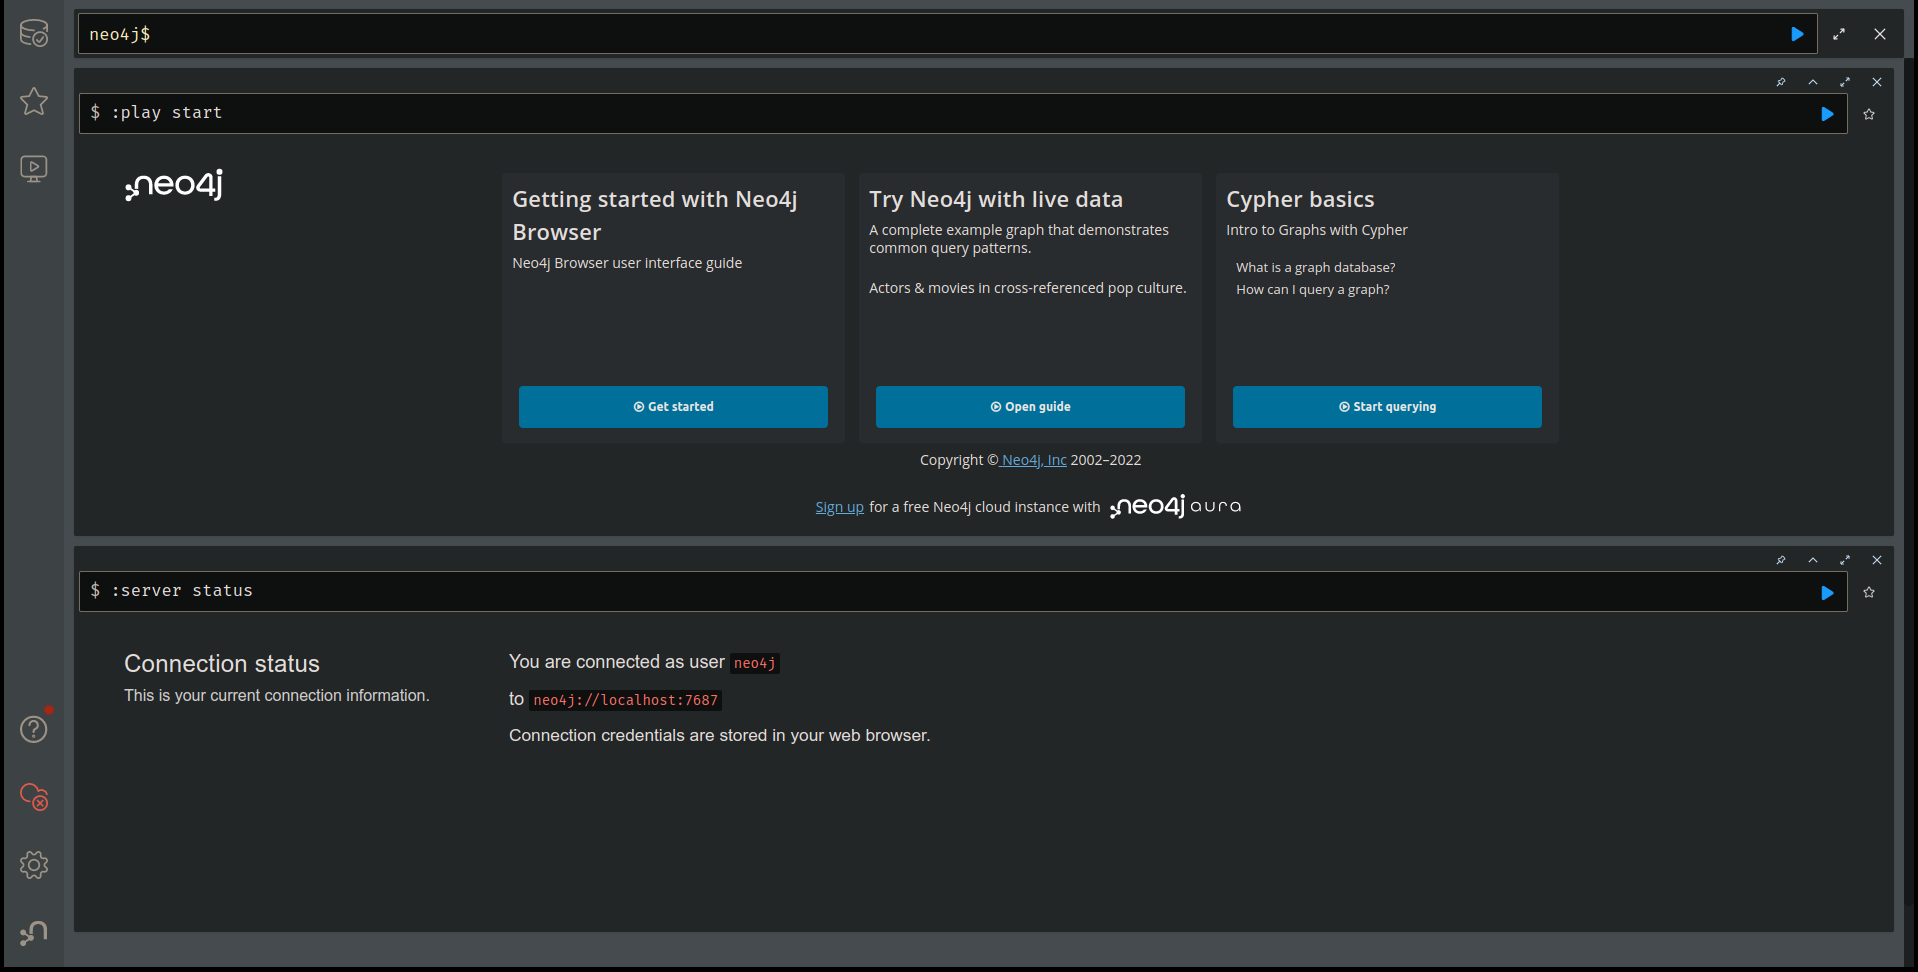 neo4j$
$ :play start
neo4j
Getting started with Neo4j
Browser
Neo4j Browser user interface guide
Get started
Try Neo4j with live data
A complete example graph that demonstrates
common query patterns.
Actors & movies in cross-referenced pop culture.
Open guide
Cypher basics
Intro to Graphs with Cypher
What is a graph database?
How can I query a graph?
Start querying
Copyright © Neo4j, Inc 2002–2022
Sign up for a free Neo4j cloud instance with neo4j aura
$ :server status
Connection status
This is your current connection information.
You are connected as user neo4j
to neo4j://localhost:7687
Connection credentials are stored in your web browser.